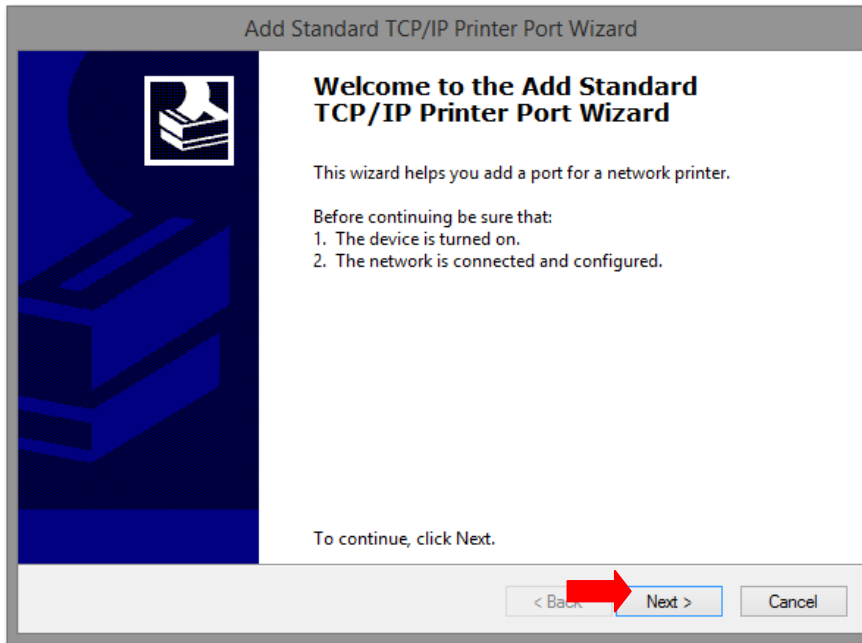 Add Standard TCP/IP Printer Port Wizard
Welcome to the Add Standard
TCP/IP Printer Port Wizard
This wizard helps you add a port for a network printer.
Before continuing be sure that:
1. The device is turned on.
2. The network is connected and configured.
To continue, click Next.
< Back
Next >
Cancel